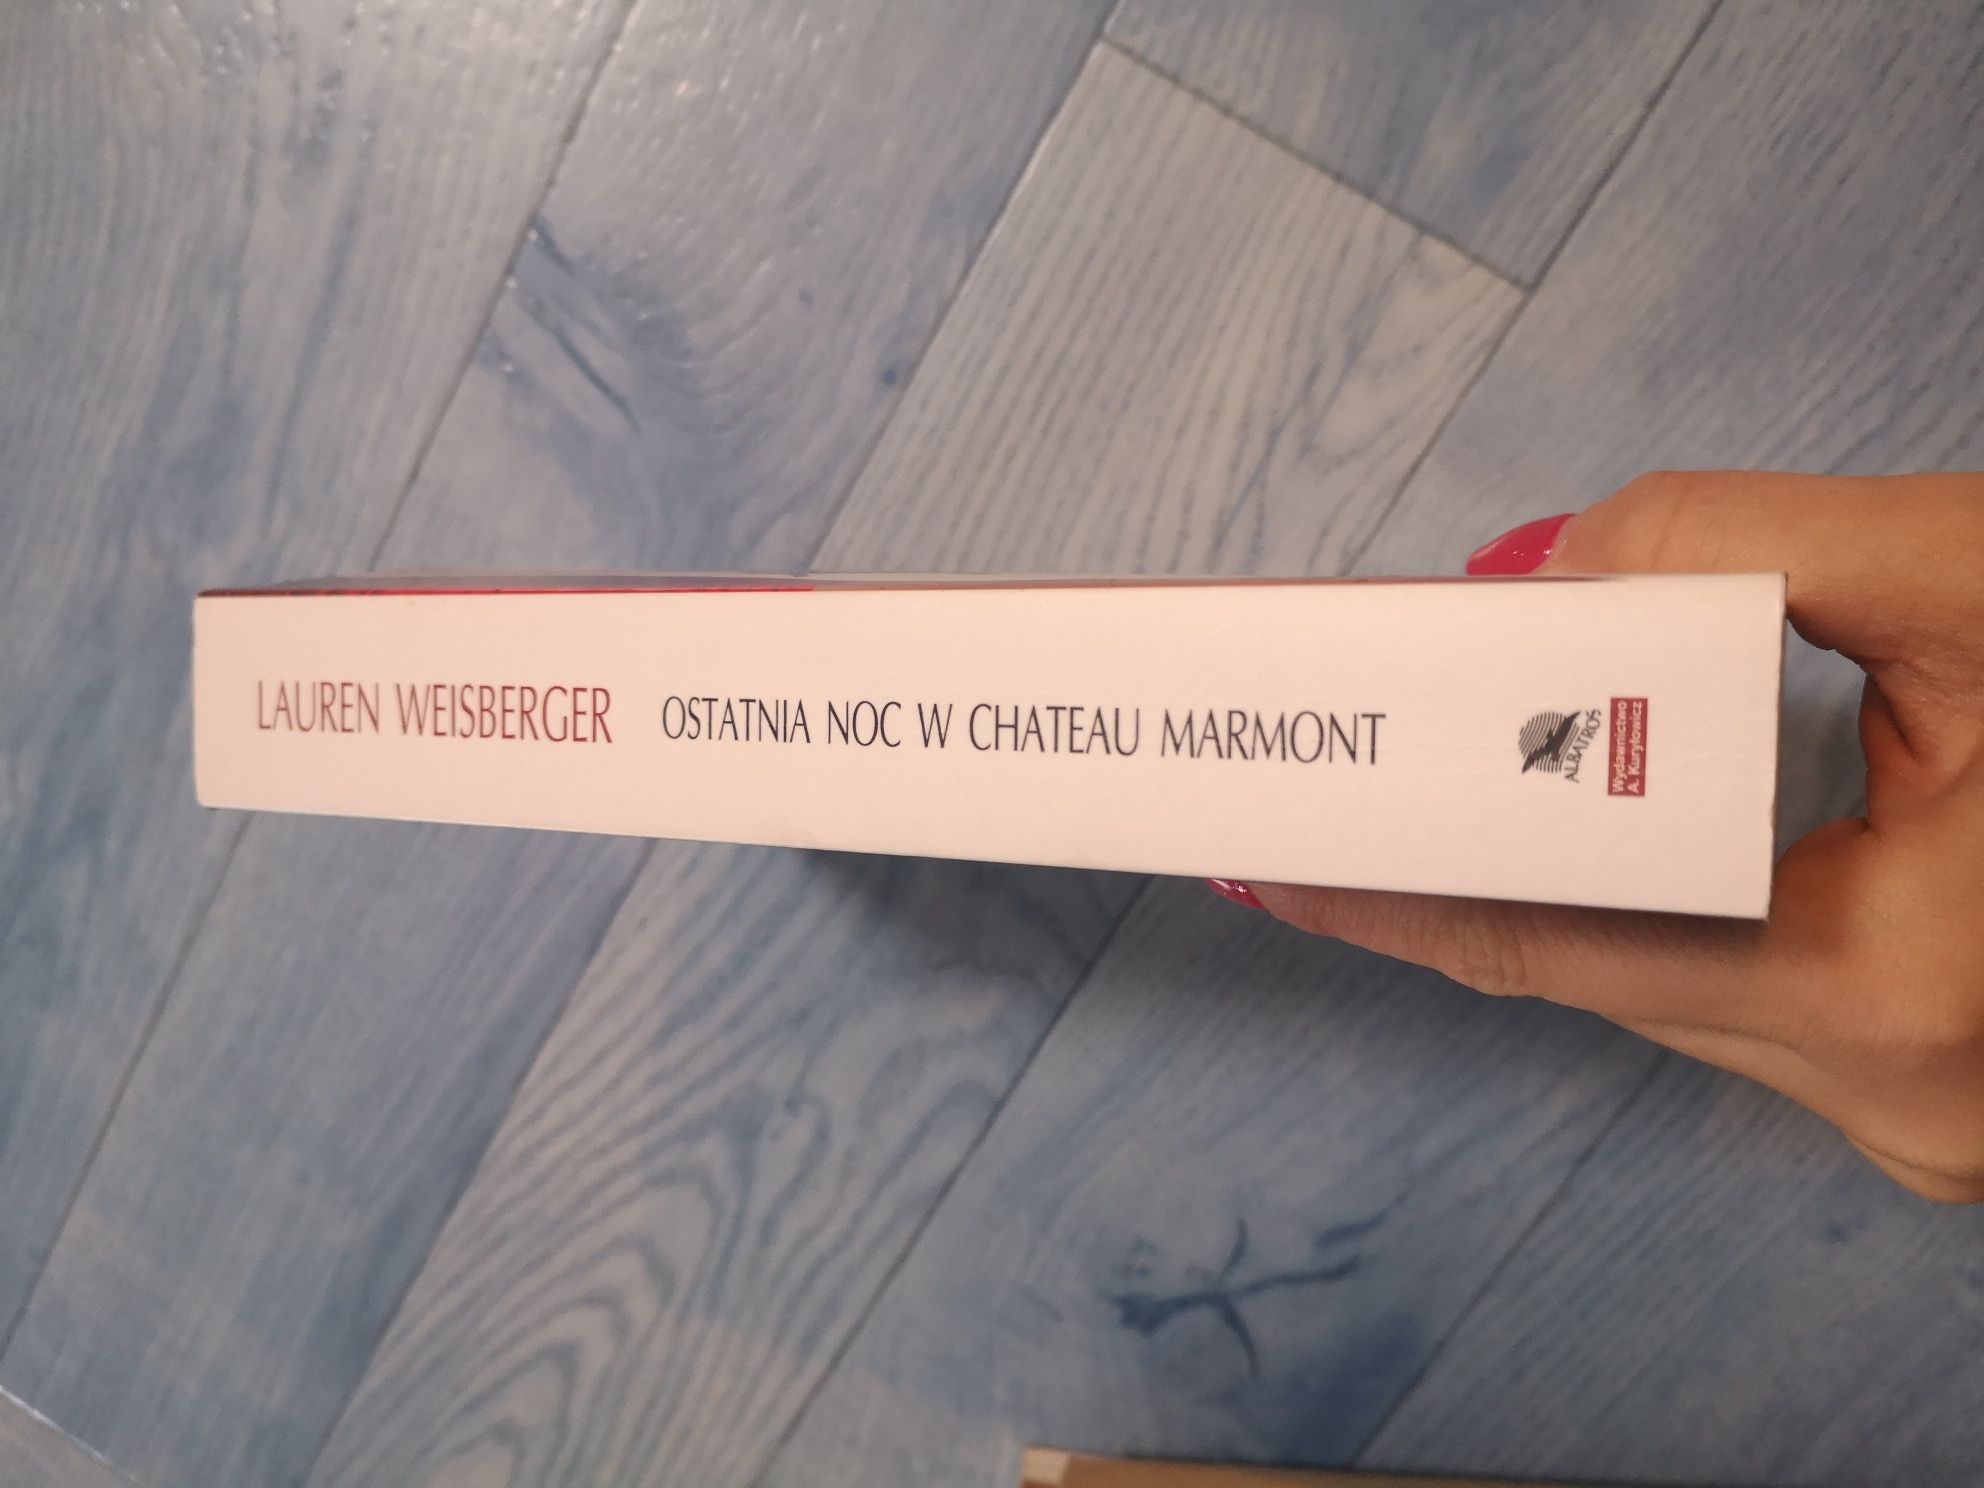 LAUREN WEISBERGER OSTATNIA NOC W CHATEAU MARMONT
ALBATROS
Wydawnictwo
A. Kuryłowicz